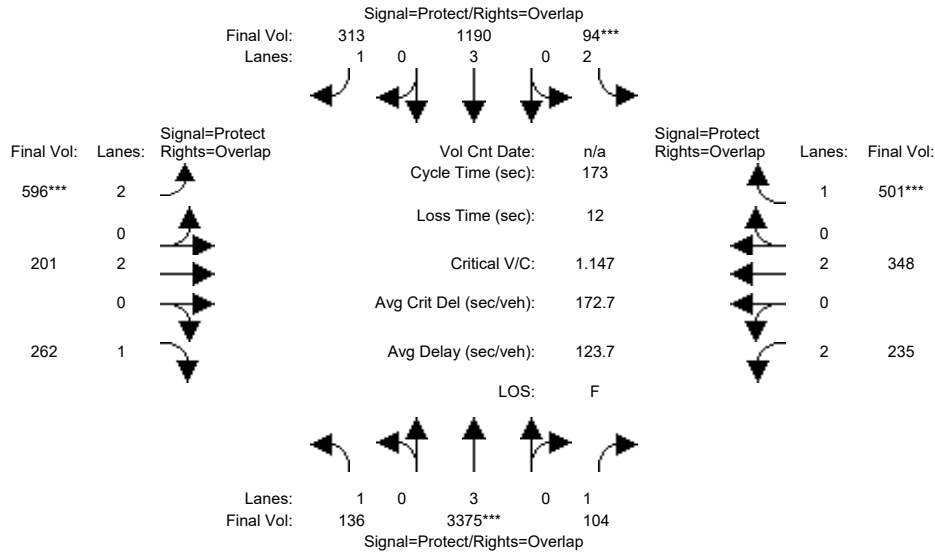 Signal=Protect/Rights=Overlap
Final Vol: 313 1190 94***
Lanes: 1 0 3 0 2
Signal=Protect
Final Vol: Lanes: Rights=Overlap
Vol Cnt Date: n/a
Signal=Protect
Rights=Overlap Lanes: Final Vol:
Cycle Time (sec): 173
596*** 2
1 501***
Loss Time (sec): 12
0
0
201 2
Critical V/C: 1.147
2 348
0
Avg Crit Del (sec/veh): 172.7
0
262 1
Avg Delay (sec/veh): 123.7
2 235
LOS: F
Lanes: 1 0 3 0 1
Final Vol: 136 3375*** 104
Signal=Protect/Rights=Overlap